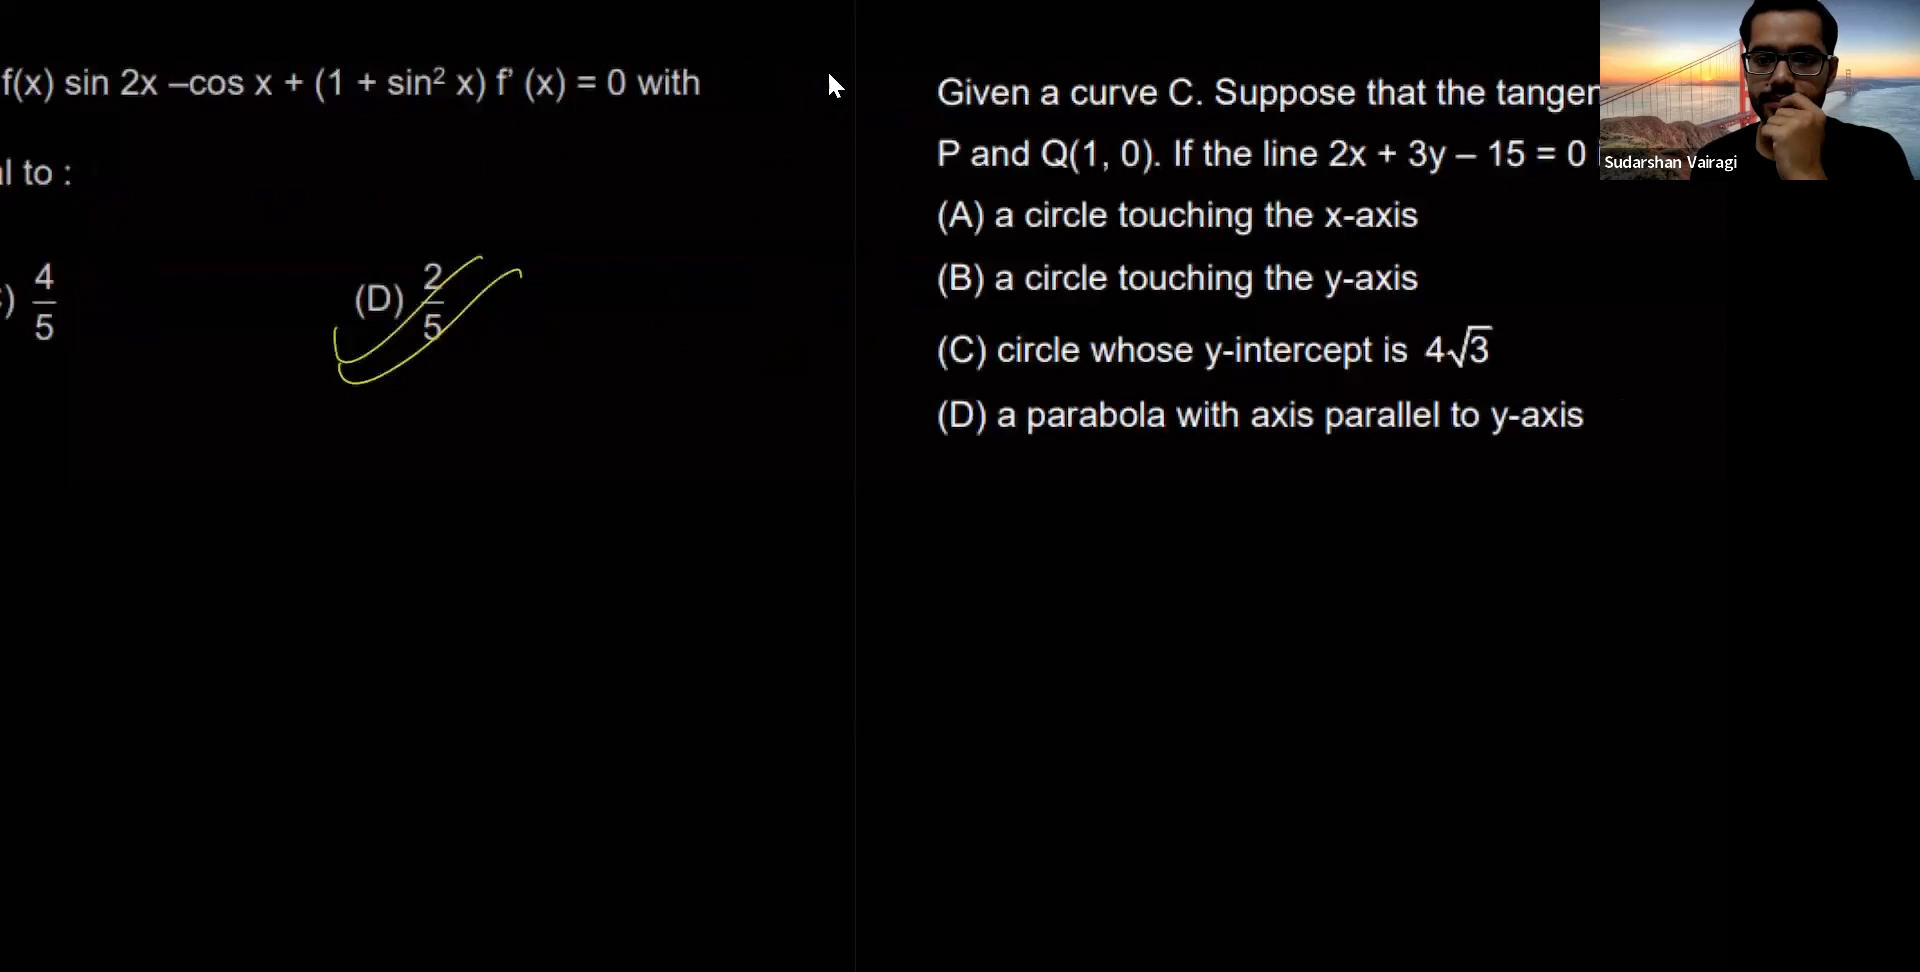 f(x) sin 2x –cos x + (1 + sin² x) f' (x) = 0 with
l to :
) 4/5
(D) 2/5
Given a curve C. Suppose that the tangen
P and Q(1, 0). If the line 2x + 3y – 15 = 0
(A) a circle touching the x-axis
(B) a circle touching the y-axis
(C) circle whose y-intercept is 4√3
(D) a parabola with axis parallel to y-axis
Sudarshan Vairagi